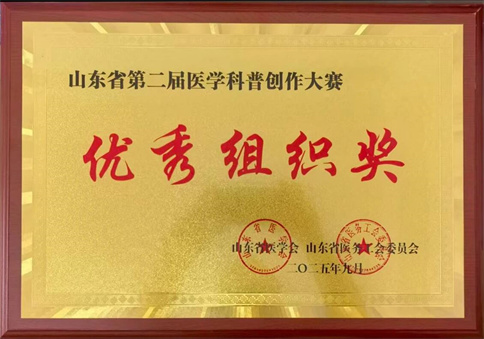 山东省第二届医学科普创作大赛
优秀组织奖
山东省医学会 山东省医务工会委员会
二〇二五年九月